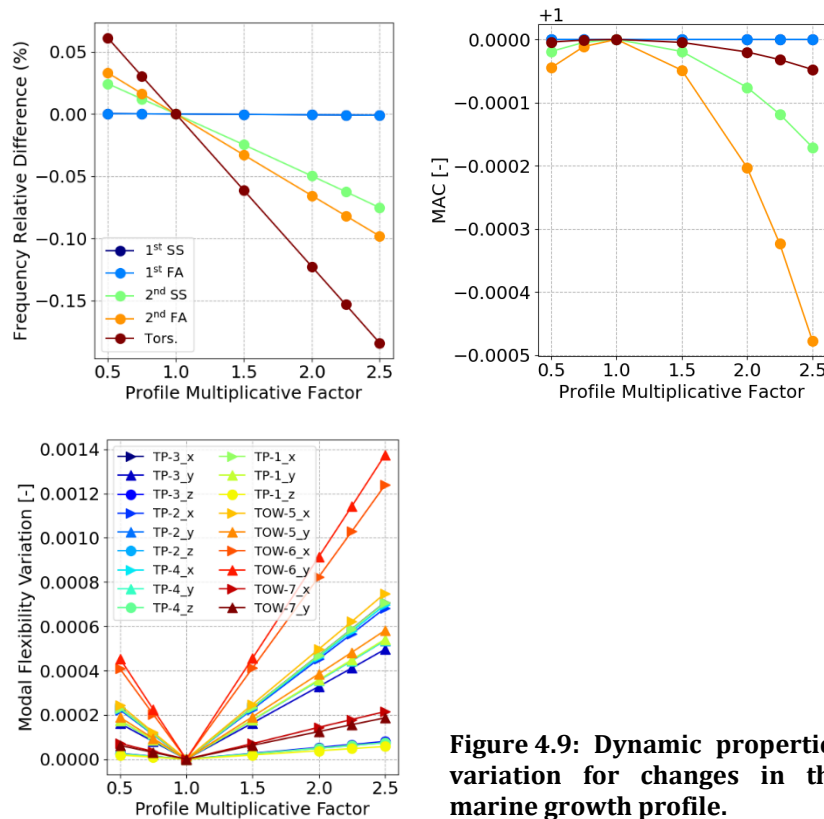 Frequency Relative Difference (%)
0.05
0.00
−0.05
−0.10
−0.15
1st SS
1st FA
2nd SS
2nd FA
Tors.
0.5 1.0 1.5 2.0 2.5
Profile Multiplicative Factor
+1
MAC [-]
0.0000
−0.0001
−0.0002
−0.0003
−0.0004
−0.0005
0.5 1.0 1.5 2.0 2.5
Profile Multiplicative Factor
Modal Flexibility Variation [-]
0.0014
0.0012
0.0010
0.0008
0.0006
0.0004
0.0002
0.0000
TP-3_x
TP-3_y
TP-3_z
TP-2_x
TP-2_y
TP-2_z
TP-4_x
TP-4_y
TP-4_z
TP-1_x
TP-1_y
TP-1_z
TOW-5_x
TOW-5_y
TOW-6_x
TOW-6_y
TOW-7_x
TOW-7_y
0.5 1.0 1.5 2.0 2.5
Profile Multiplicative Factor
Figure 4.9: Dynamic propertie
variation for changes in th
marine growth profile.